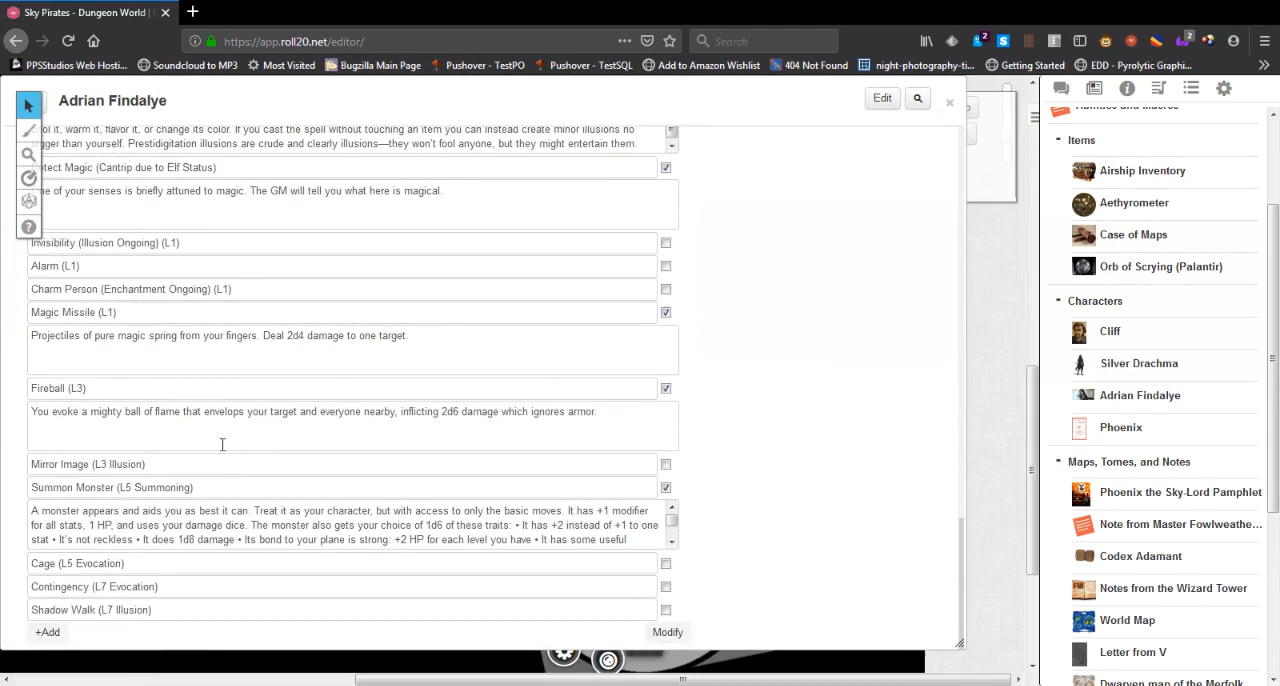 Sky Pirates - Dungeon World |
https://app.roll20.net/editor/
Search
2
2
PPSStudios Web Hosti...
Soundcloud to MP3
Most Visited
Bugzilla Main Page
Pushover - TestPO
Pushover - TestSQL
Add to Amazon Wishlist
404 Not Found
night-photography-ti...
Getting Started
EDD - Pyrolytic Graphi...
Adrian Findalye
Edit
it, warm it, flavor it, or change its color. If you cast the spell without touching an item you can instead create minor illusions no
than yourself. Prestidigitation illusions are crude and clearly illusions—they won't fool anyone, but they might entertain them.
Magic (Cantrip due to Elf Status)
of your senses is briefly attuned to magic. The GM will tell you what here is magical.
Invisibility (Illusion Ongoing) (L1)
Alarm (L1)
Charm Person (Enchantment Ongoing) (L1)
Magic Missile (L1)
Projectiles of pure magic spring from your fingers. Deal 2d4 damage to one target.
Fireball (L3)
You evoke a mighty ball of flame that envelops your target and everyone nearby, inflicting 2d6 damage which ignores armor.
Mirror Image (L3 Illusion)
Summon Monster (L5 Summoning)
A monster appears and aids you as best it can. Treat it as your character, but with access to only the basic moves. It has +1 modifier
for all stats, 1 HP, and uses your damage dice. The monster also gets your choice of 1d6 of these traits: • It has +2 instead of +1 to one
stat • It's not reckless • It does 1d8 damage • Its bond to your plane is strong, +2 HP for each level you have • It has some useful
Cage (L5 Evocation)
Contingency (L7 Evocation)
Shadow Walk (L7 Illusion)
+Add
Modify
Abilities and Macros
Items
Airship Inventory
Aethyrometer
Case of Maps
Orb of Scrying (Palantir)
Characters
Cliff
Silver Drachma
Adrian Findalye
Phoenix
Maps, Tomes, and Notes
Phoenix the Sky-Lord Pamphlet
Note from Master Fowlweathe...
Codex Adamant
Notes from the Wizard Tower
World Map
Letter from V
Dwarven map of the Merfolk